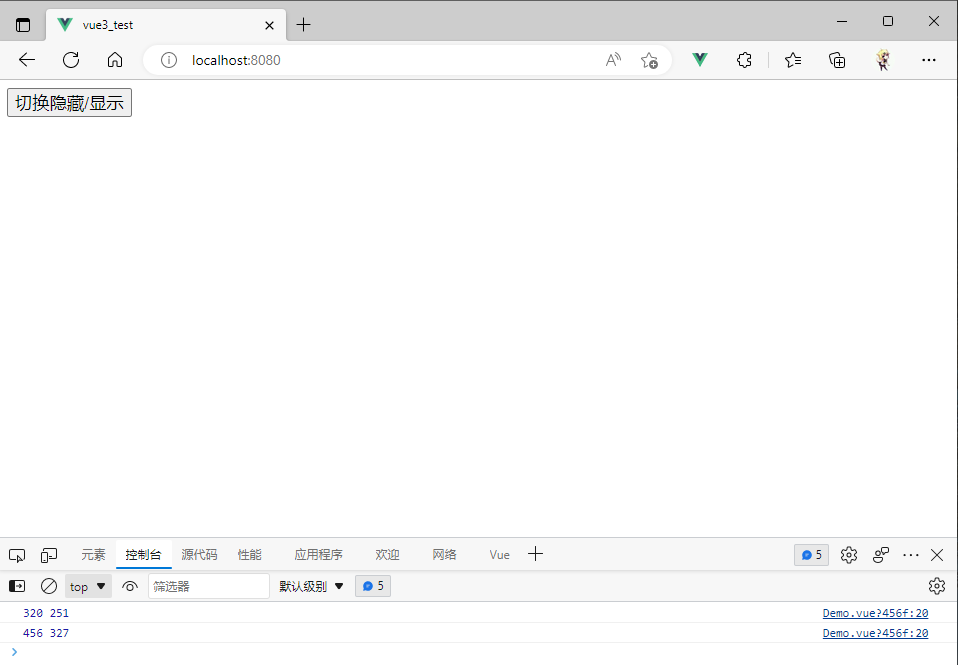 vue3_test
localhost:8080
切换隐藏/显示
元素 控制台 源代码 性能 应用程序 欢迎 网络 Vue 5
top 筛选器 默认级别 5
320 251 Demo.vue?456f:20
456 327 Demo.vue?456f:20